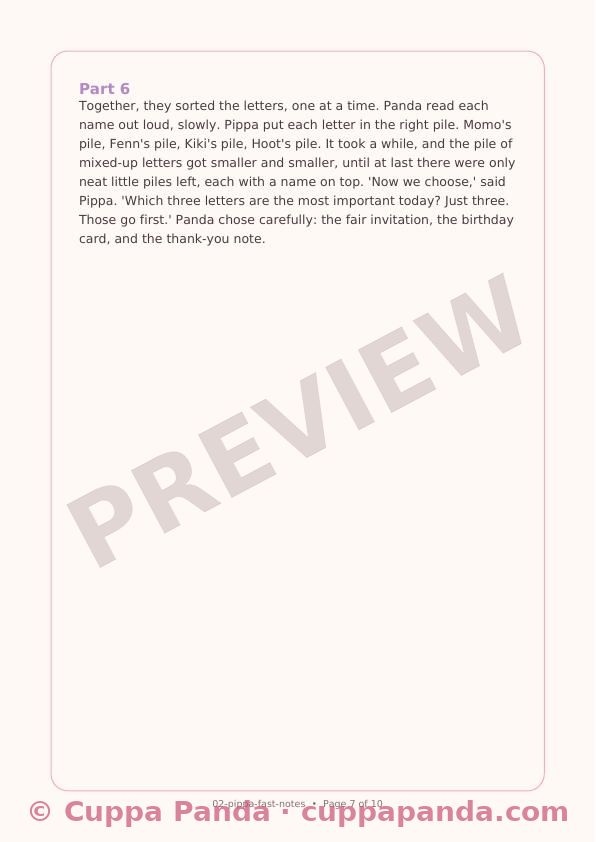 Part 6
Together, they sorted the letters, one at a time. Panda read each
name out loud, slowly. Pippa put each letter in the right pile. Momo's
pile, Fenn's pile, Kiki's pile, Hoot's pile. It took a while, and the pile of
mixed-up letters got smaller and smaller, until at last there were only
neat little piles left, each with a name on top. 'Now we choose,' said
Pippa. 'Which three letters are the most important today? Just three.
Those go first.' Panda chose carefully: the fair invitation, the birthday
card, and the thank-you note.
PREVIEW
02-pippa-fast-notes • Page 7 of 10
© Cuppa Panda · cuppapanda.com